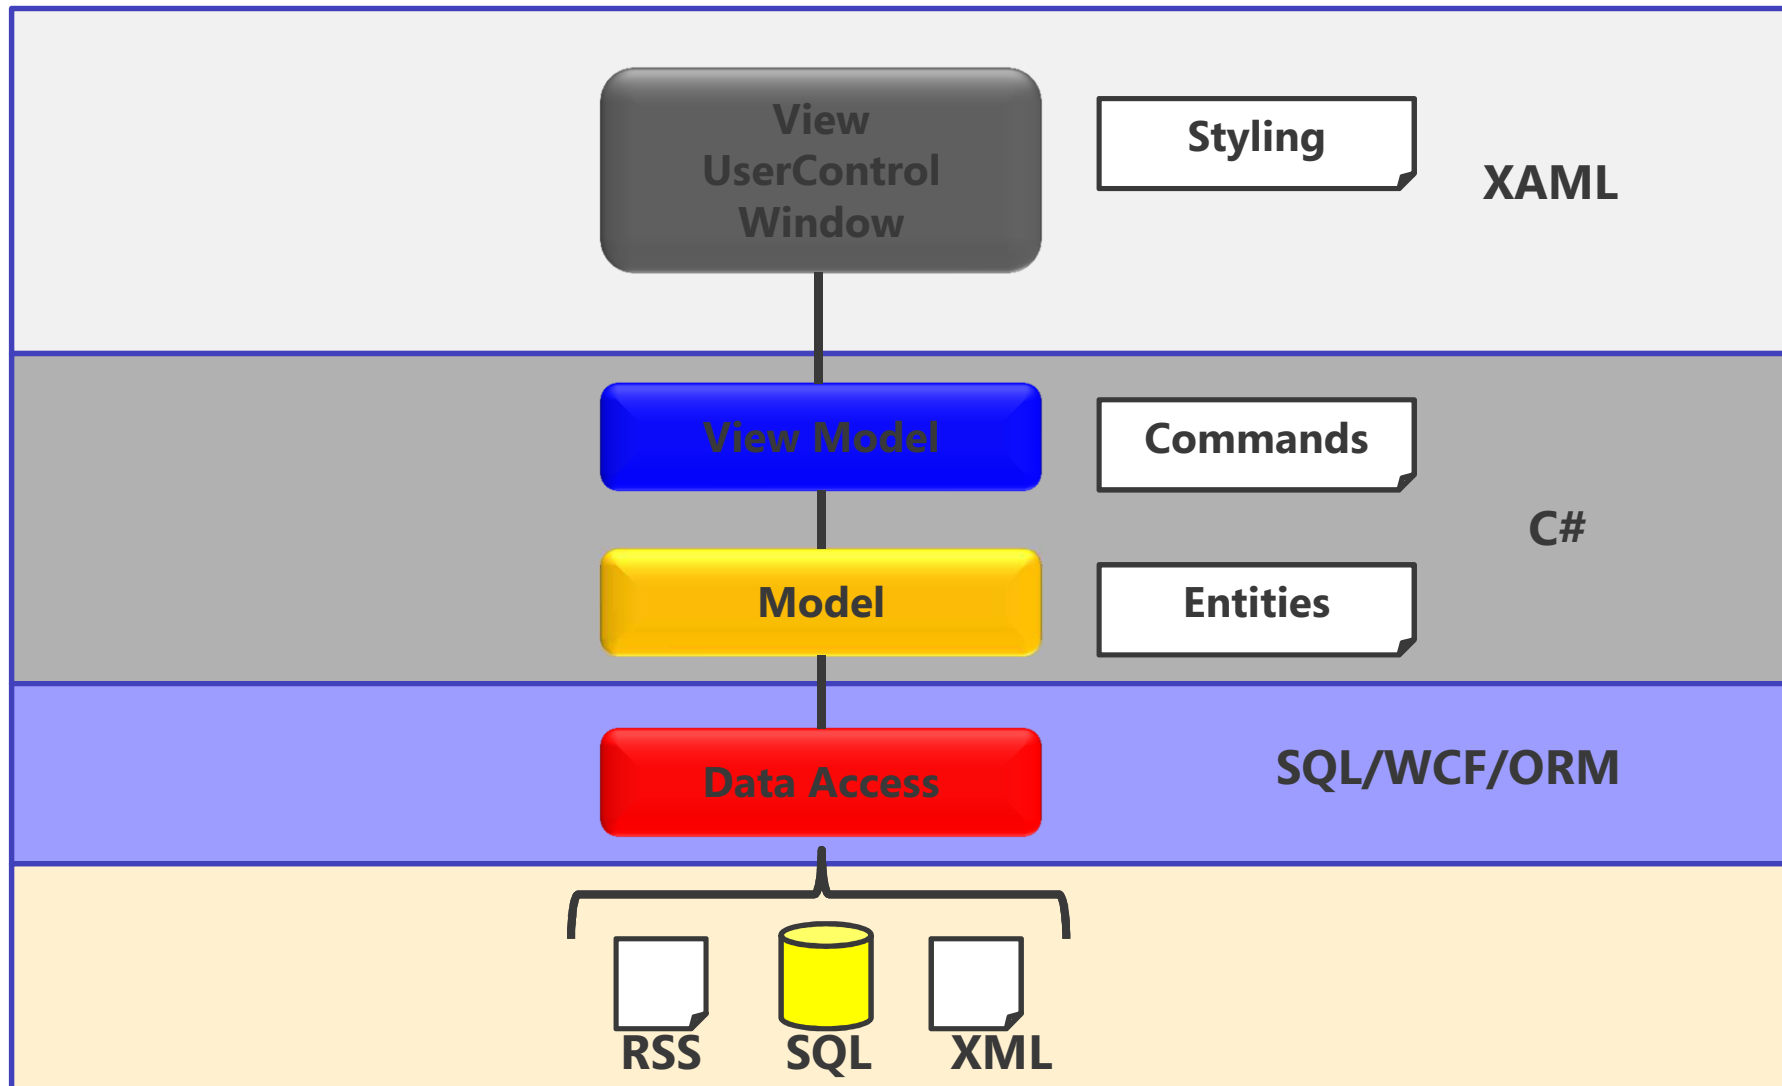 View
UserControl
Window
Styling
XAML
View Model
Commands
C#
Model
Entities
Data Access
SQL/WCF/ORM
RSS
SQL
XML